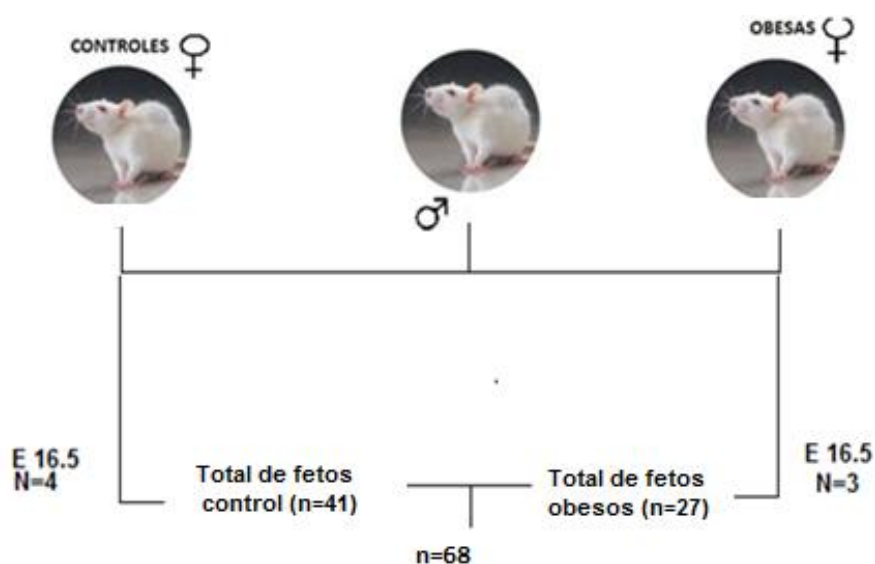 CONTROLES ♀
OBESAS ♀
♂
E 16.5
N=4
Total de fetos
control (n=41)
Total de fetos
obesos (n=27)
E 16.5
N=3
n=68